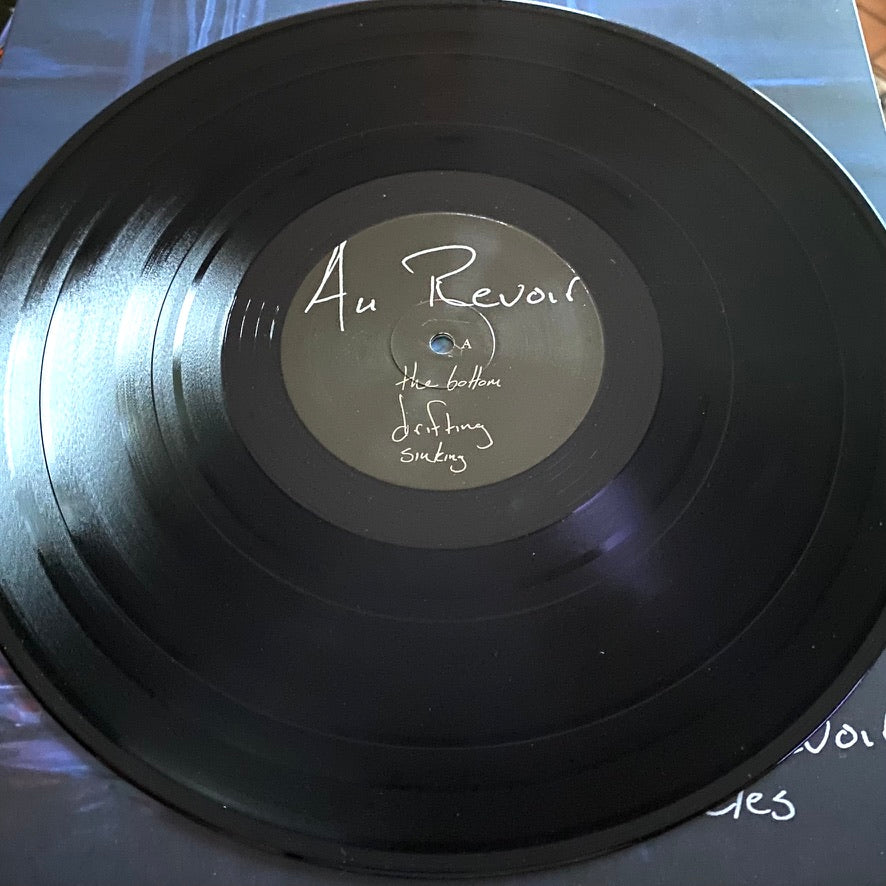 Au Revoir
A
the bottom
drifting
sinking